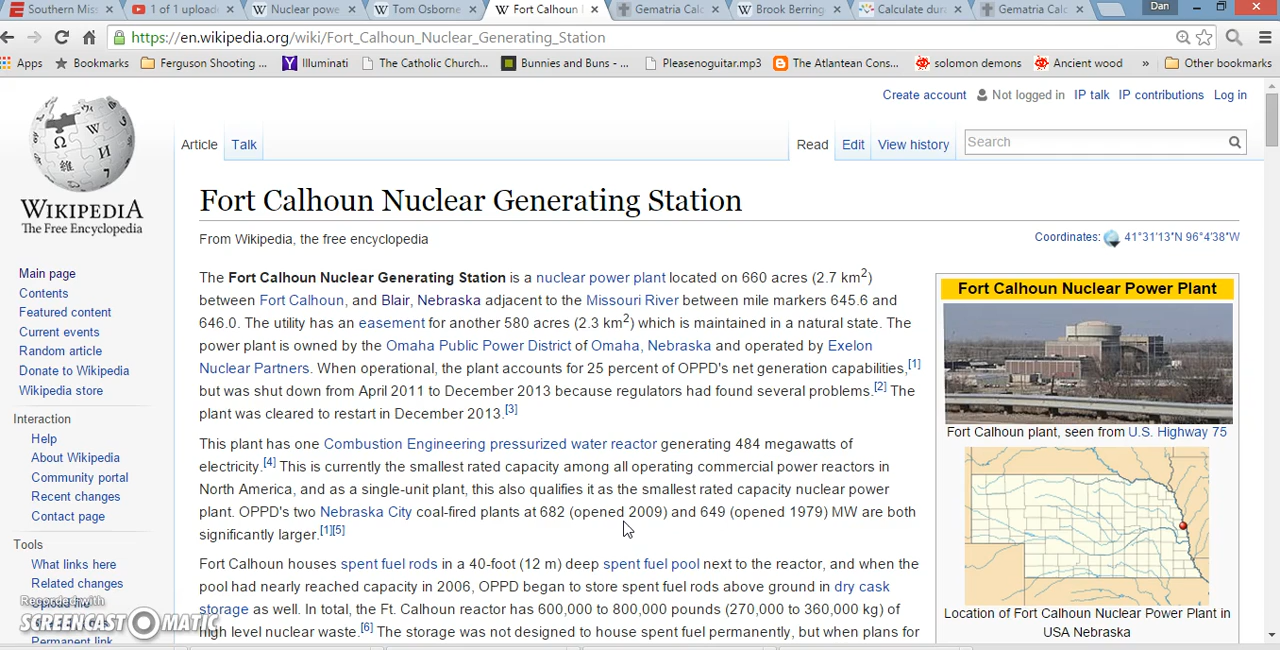 Southern Mis
1 of 1 upload
Nuclear powe
Tom Osborne
Fort Calhoun
Gematria Calc
Brook Berring
Calculate dur
Gematria Calc
Dan
https://en.wikipedia.org/wiki/Fort_Calhoun_Nuclear_Generating_Station
Apps
Bookmarks
Ferguson Shooting ...
Illuminati
The Catholic Church...
Bunnies and Buns - ...
Pleasenoguitar.mp3
The Atlantean Cons...
solomon demons
Ancient wood
»
Other bookmarks
Create account
Not logged in
IP talk
IP contributions
Log in
WIKIPEDIA
The Free Encyclopedia
Article
Talk
Read
Edit
View history
Search
Main page
Contents
Featured content
Current events
Random article
Donate to Wikipedia
Wikipedia store
Interaction
Help
About Wikipedia
Community portal
Recent changes
Contact page
Tools
What links here
Related changes
Upload file
Permanent link
Recorded with
SCREENCAST MATIC
Fort Calhoun Nuclear Generating Station
From Wikipedia, the free encyclopedia
Coordinates: 41°31′13″N 96°4′38″W
The Fort Calhoun Nuclear Generating Station is a nuclear power plant located on 660 acres (2.7 km2)
between Fort Calhoun, and Blair, Nebraska adjacent to the Missouri River between mile markers 645.6 and
646.0. The utility has an easement for another 580 acres (2.3 km2) which is maintained in a natural state. The
power plant is owned by the Omaha Public Power District of Omaha, Nebraska and operated by Exelon
Nuclear Partners. When operational, the plant accounts for 25 percent of OPPD's net generation capabilities,[1]
but was shut down from April 2011 to December 2013 because regulators had found several problems.[2] The
plant was cleared to restart in December 2013.[3]
This plant has one Combustion Engineering pressurized water reactor generating 484 megawatts of
electricity.[4] This is currently the smallest rated capacity among all operating commercial power reactors in
North America, and as a single-unit plant, this also qualifies it as the smallest rated capacity nuclear power
plant. OPPD's two Nebraska City coal-fired plants at 682 (opened 2009) and 649 (opened 1979) MW are both
significantly larger.[1][5]
Fort Calhoun houses spent fuel rods in a 40-foot (12 m) deep spent fuel pool next to the reactor, and when the
pool had nearly reached capacity in 2006, OPPD began to store spent fuel rods above ground in dry cask
storage as well. In total, the Ft. Calhoun reactor has 600,000 to 800,000 pounds (270,000 to 360,000 kg) of
high level nuclear waste.[6] The storage was not designed to house spent fuel permanently, but when plans for
Fort Calhoun Nuclear Power Plant
Fort Calhoun plant, seen from U.S. Highway 75
Location of Fort Calhoun Nuclear Power Plant in
USA Nebraska